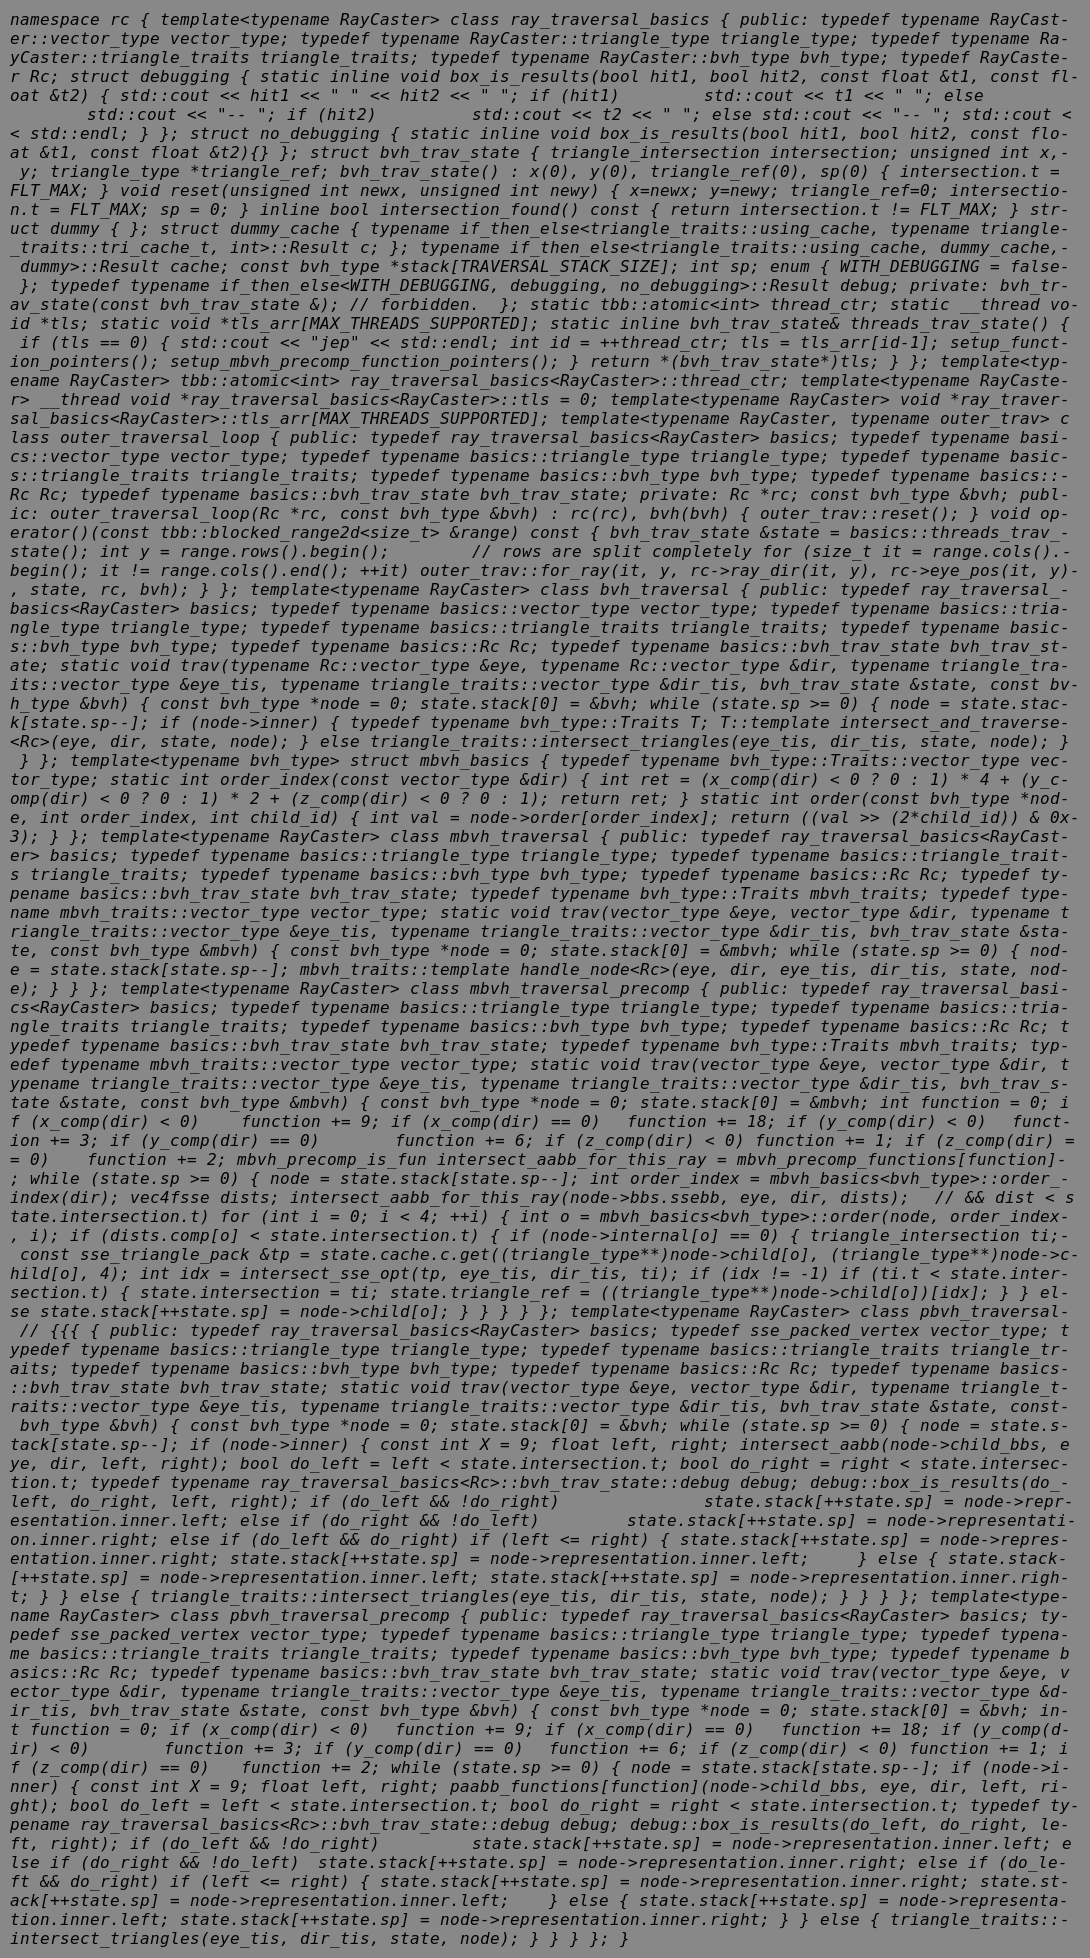 namespace rc { template<typename RayCaster> class ray_traversal_basics { public: typedef typename RayCast-
er::vector_type vector_type; typedef typename RayCaster::triangle_type triangle_type; typedef typename Ra-
yCaster::triangle_traits triangle_traits; typedef typename RayCaster::bvh_type bvh_type; typedef RayCaste-
r Rc; struct debugging { static inline void box_is_results(bool hit1, bool hit2, const float &t1, const fl-
oat &t2) { std::cout << hit1 << " " << hit2 << " "; if (hit1)         std::cout << t1 << " "; else
        std::cout << "-- "; if (hit2)          std::cout << t2 << " "; else std::cout << "-- "; std::cout <
< std::endl; } }; struct no_debugging { static inline void box_is_results(bool hit1, bool hit2, const flo-
at &t1, const float &t2){} }; struct bvh_trav_state { triangle_intersection intersection; unsigned int x,-
 y; triangle_type *triangle_ref; bvh_trav_state() : x(0), y(0), triangle_ref(0), sp(0) { intersection.t =
FLT_MAX; } void reset(unsigned int newx, unsigned int newy) { x=newx; y=newy; triangle_ref=0; intersectio-
n.t = FLT_MAX; sp = 0; } inline bool intersection_found() const { return intersection.t != FLT_MAX; } str-
uct dummy { }; struct dummy_cache { typename if_then_else<triangle_traits::using_cache, typename triangle-
_traits::tri_cache_t, int>::Result c; }; typename if_then_else<triangle_traits::using_cache, dummy_cache,-
 dummy>::Result cache; const bvh_type *stack[TRAVERSAL_STACK_SIZE]; int sp; enum { WITH_DEBUGGING = false-
 }; typedef typename if_then_else<WITH_DEBUGGING, debugging, no_debugging>::Result debug; private: bvh_tr-
av_state(const bvh_trav_state &); // forbidden.  }; static tbb::atomic<int> thread_ctr; static __thread vo-
id *tls; static void *tls_arr[MAX_THREADS_SUPPORTED]; static inline bvh_trav_state& threads_trav_state() {
 if (tls == 0) { std::cout << "jep" << std::endl; int id = ++thread_ctr; tls = tls_arr[id-1]; setup_funct-
ion_pointers(); setup_mbvh_precomp_function_pointers(); } return *(bvh_trav_state*)tls; } }; template<typ-
ename RayCaster> tbb::atomic<int> ray_traversal_basics<RayCaster>::thread_ctr; template<typename RayCaste-
r> __thread void *ray_traversal_basics<RayCaster>::tls = 0; template<typename RayCaster> void *ray_traver-
sal_basics<RayCaster>::tls_arr[MAX_THREADS_SUPPORTED]; template<typename RayCaster, typename outer_trav> c
lass outer_traversal_loop { public: typedef ray_traversal_basics<RayCaster> basics; typedef typename basi-
cs::vector_type vector_type; typedef typename basics::triangle_type triangle_type; typedef typename basic-
s::triangle_traits triangle_traits; typedef typename basics::bvh_type bvh_type; typedef typename basics::-
Rc Rc; typedef typename basics::bvh_trav_state bvh_trav_state; private: Rc *rc; const bvh_type &bvh; publ-
ic: outer_traversal_loop(Rc *rc, const bvh_type &bvh) : rc(rc), bvh(bvh) { outer_trav::reset(); } void op-
erator()(const tbb::blocked_range2d<size_t> &range) const { bvh_trav_state &state = basics::threads_trav_-
state(); int y = range.rows().begin();         // rows are split completely for (size_t it = range.cols().-
begin(); it != range.cols().end(); ++it) outer_trav::for_ray(it, y, rc->ray_dir(it, y), rc->eye_pos(it, y)-
, state, rc, bvh); } }; template<typename RayCaster> class bvh_traversal { public: typedef ray_traversal_-
basics<RayCaster> basics; typedef typename basics::vector_type vector_type; typedef typename basics::tria-
ngle_type triangle_type; typedef typename basics::triangle_traits triangle_traits; typedef typename basic-
s::bvh_type bvh_type; typedef typename basics::Rc Rc; typedef typename basics::bvh_trav_state bvh_trav_st-
ate; static void trav(typename Rc::vector_type &eye, typename Rc::vector_type &dir, typename triangle_tra-
its::vector_type &eye_tis, typename triangle_traits::vector_type &dir_tis, bvh_trav_state &state, const bv-
h_type &bvh) { const bvh_type *node = 0; state.stack[0] = &bvh; while (state.sp >= 0) { node = state.stac-
k[state.sp--]; if (node->inner) { typedef typename bvh_type::Traits T; T::template intersect_and_traverse-
<Rc>(eye, dir, state, node); } else triangle_traits::intersect_triangles(eye_tis, dir_tis, state, node); }
 } }; template<typename bvh_type> struct mbvh_basics { typedef typename bvh_type::Traits::vector_type vec-
tor_type; static int order_index(const vector_type &dir) { int ret = (x_comp(dir) < 0 ? 0 : 1) * 4 + (y_c-
omp(dir) < 0 ? 0 : 1) * 2 + (z_comp(dir) < 0 ? 0 : 1); return ret; } static int order(const bvh_type *nod-
e, int order_index, int child_id) { int val = node->order[order_index]; return ((val >> (2*child_id)) & 0x-
3); } }; template<typename RayCaster> class mbvh_traversal { public: typedef ray_traversal_basics<RayCast-
er> basics; typedef typename basics::triangle_type triangle_type; typedef typename basics::triangle_trait-
s triangle_traits; typedef typename basics::bvh_type bvh_type; typedef typename basics::Rc Rc; typedef ty-
pename basics::bvh_trav_state bvh_trav_state; typedef typename bvh_type::Traits mbvh_traits; typedef type-
name mbvh_traits::vector_type vector_type; static void trav(vector_type &eye, vector_type &dir, typename t
riangle_traits::vector_type &eye_tis, typename triangle_traits::vector_type &dir_tis, bvh_trav_state &sta-
te, const bvh_type &mbvh) { const bvh_type *node = 0; state.stack[0] = &mbvh; while (state.sp >= 0) { nod-
e = state.stack[state.sp--]; mbvh_traits::template handle_node<Rc>(eye, dir, eye_tis, dir_tis, state, nod-
e); } } }; template<typename RayCaster> class mbvh_traversal_precomp { public: typedef ray_traversal_basi-
cs<RayCaster> basics; typedef typename basics::triangle_type triangle_type; typedef typename basics::tria-
ngle_traits triangle_traits; typedef typename basics::bvh_type bvh_type; typedef typename basics::Rc Rc; t
ypedef typename basics::bvh_trav_state bvh_trav_state; typedef typename bvh_type::Traits mbvh_traits; typ-
edef typename mbvh_traits::vector_type vector_type; static void trav(vector_type &eye, vector_type &dir, t
ypename triangle_traits::vector_type &eye_tis, typename triangle_traits::vector_type &dir_tis, bvh_trav_s-
tate &state, const bvh_type &mbvh) { const bvh_type *node = 0; state.stack[0] = &mbvh; int function = 0; i
f (x_comp(dir) < 0)    function += 9; if (x_comp(dir) == 0)   function += 18; if (y_comp(dir) < 0)   funct-
ion += 3; if (y_comp(dir) == 0)        function += 6; if (z_comp(dir) < 0) function += 1; if (z_comp(dir) =
= 0)    function += 2; mbvh_precomp_is_fun intersect_aabb_for_this_ray = mbvh_precomp_functions[function]-
; while (state.sp >= 0) { node = state.stack[state.sp--]; int order_index = mbvh_basics<bvh_type>::order_-
index(dir); vec4fsse dists; intersect_aabb_for_this_ray(node->bbs.ssebb, eye, dir, dists);   // && dist < s
tate.intersection.t) for (int i = 0; i < 4; ++i) { int o = mbvh_basics<bvh_type>::order(node, order_index-
, i); if (dists.comp[o] < state.intersection.t) { if (node->internal[o] == 0) { triangle_intersection ti;-
 const sse_triangle_pack &tp = state.cache.c.get((triangle_type**)node->child[o], (triangle_type**)node->c-
hild[o], 4); int idx = intersect_sse_opt(tp, eye_tis, dir_tis, ti); if (idx != -1) if (ti.t < state.inter-
section.t) { state.intersection = ti; state.triangle_ref = ((triangle_type**)node->child[o])[idx]; } } el-
se state.stack[++state.sp] = node->child[o]; } } } } }; template<typename RayCaster> class pbvh_traversal-
 // {{{ { public: typedef ray_traversal_basics<RayCaster> basics; typedef sse_packed_vertex vector_type; t
ypedef typename basics::triangle_type triangle_type; typedef typename basics::triangle_traits triangle_tr-
aits; typedef typename basics::bvh_type bvh_type; typedef typename basics::Rc Rc; typedef typename basics-
::bvh_trav_state bvh_trav_state; static void trav(vector_type &eye, vector_type &dir, typename triangle_t-
raits::vector_type &eye_tis, typename triangle_traits::vector_type &dir_tis, bvh_trav_state &state, const-
 bvh_type &bvh) { const bvh_type *node = 0; state.stack[0] = &bvh; while (state.sp >= 0) { node = state.s-
tack[state.sp--]; if (node->inner) { const int X = 9; float left, right; intersect_aabb(node->child_bbs, e
ye, dir, left, right); bool do_left = left < state.intersection.t; bool do_right = right < state.intersec-
tion.t; typedef typename ray_traversal_basics<Rc>::bvh_trav_state::debug debug; debug::box_is_results(do_-
left, do_right, left, right); if (do_left && !do_right)               state.stack[++state.sp] = node->repr-
esentation.inner.left; else if (do_right && !do_left)         state.stack[++state.sp] = node->representati-
on.inner.right; else if (do_left && do_right) if (left <= right) { state.stack[++state.sp] = node->repres-
entation.inner.right; state.stack[++state.sp] = node->representation.inner.left;     } else { state.stack-
[++state.sp] = node->representation.inner.left; state.stack[++state.sp] = node->representation.inner.righ-
t; } } else { triangle_traits::intersect_triangles(eye_tis, dir_tis, state, node); } } } }; template<type-
name RayCaster> class pbvh_traversal_precomp { public: typedef ray_traversal_basics<RayCaster> basics; ty-
pedef sse_packed_vertex vector_type; typedef typename basics::triangle_type triangle_type; typedef typena-
me basics::triangle_traits triangle_traits; typedef typename basics::bvh_type bvh_type; typedef typename b
asics::Rc Rc; typedef typename basics::bvh_trav_state bvh_trav_state; static void trav(vector_type &eye, v
ector_type &dir, typename triangle_traits::vector_type &eye_tis, typename triangle_traits::vector_type &d-
ir_tis, bvh_trav_state &state, const bvh_type &bvh) { const bvh_type *node = 0; state.stack[0] = &bvh; in-
t function = 0; if (x_comp(dir) < 0)   function += 9; if (x_comp(dir) == 0)   function += 18; if (y_comp(d-
ir) < 0)        function += 3; if (y_comp(dir) == 0)   function += 6; if (z_comp(dir) < 0) function += 1; i
f (z_comp(dir) == 0)   function += 2; while (state.sp >= 0) { node = state.stack[state.sp--]; if (node->i-
nner) { const int X = 9; float left, right; paabb_functions[function](node->child_bbs, eye, dir, left, ri-
ght); bool do_left = left < state.intersection.t; bool do_right = right < state.intersection.t; typedef ty-
pename ray_traversal_basics<Rc>::bvh_trav_state::debug debug; debug::box_is_results(do_left, do_right, le-
ft, right); if (do_left && !do_right)          state.stack[++state.sp] = node->representation.inner.left; e
lse if (do_right && !do_left)  state.stack[++state.sp] = node->representation.inner.right; else if (do_le-
ft && do_right) if (left <= right) { state.stack[++state.sp] = node->representation.inner.right; state.st-
ack[++state.sp] = node->representation.inner.left;    } else { state.stack[++state.sp] = node->representa-
tion.inner.left; state.stack[++state.sp] = node->representation.inner.right; } } else { triangle_traits::-
intersect_triangles(eye_tis, dir_tis, state, node); } } } }; }